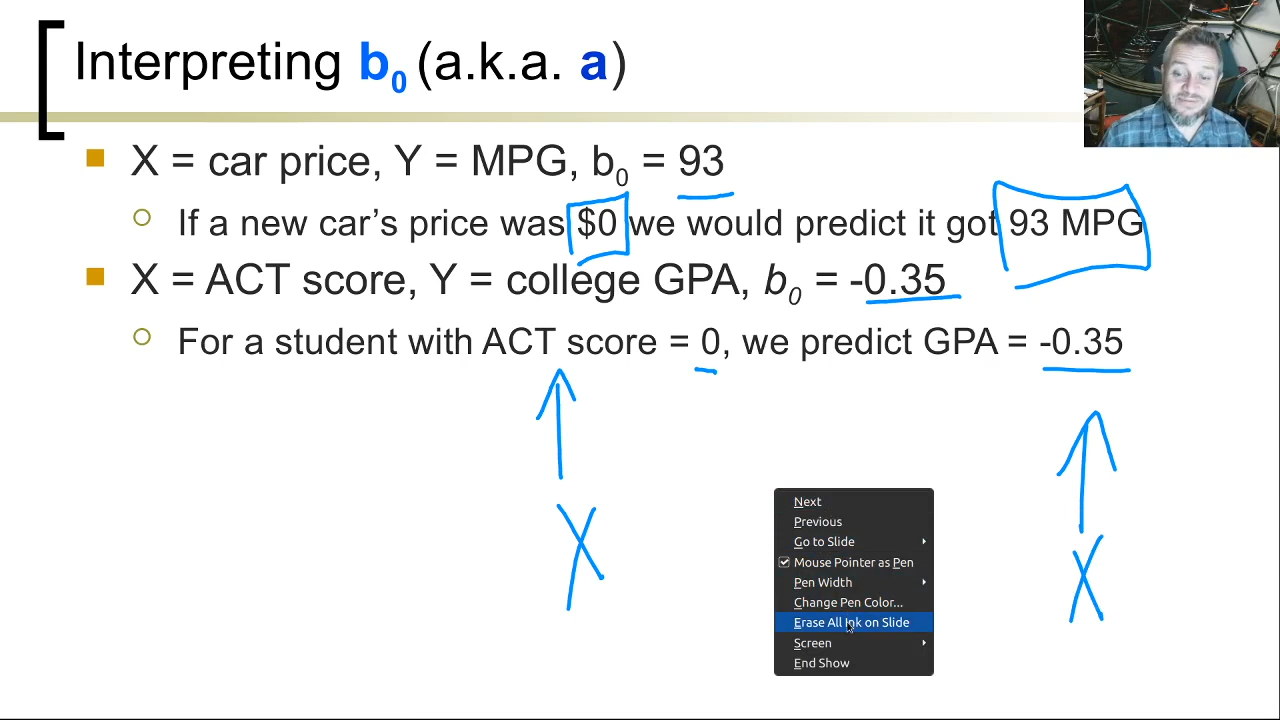 Interpreting b0 (a.k.a. a)
X = car price, Y = MPG, b0 = 93
If a new car's price was $0 we would predict it got 93 MPG
X = ACT score, Y = college GPA, b0 = -0.35
For a student with ACT score = 0, we predict GPA = -0.35
X
X
Next
Previous
Go to Slide
Mouse Pointer as Pen
Pen Width
Change Pen Color...
Erase All Ink on Slide
Screen
End Show